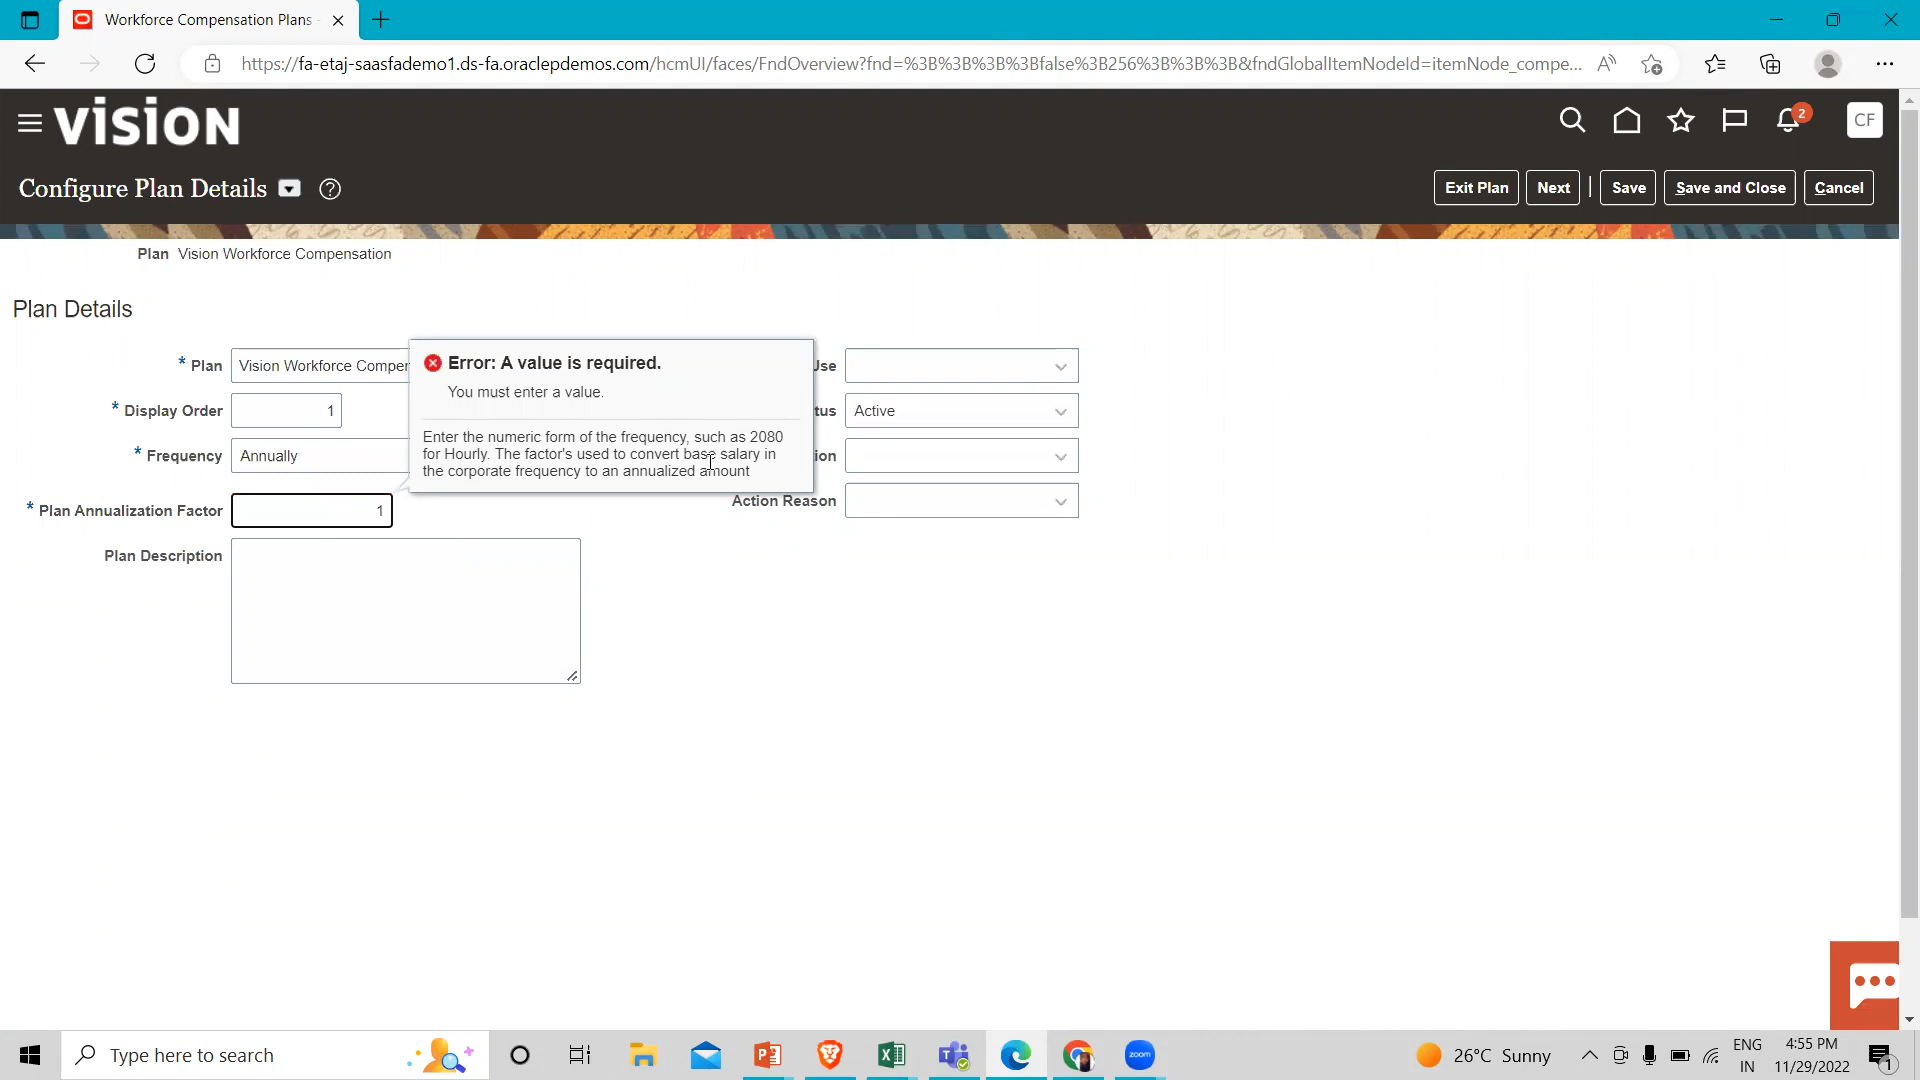 Workforce Compensation Plans
https://fa-etaj-saasfademo1.ds-fa.oraclepdemos.com/hcmUI/faces/FndOverview?fnd=%3B%3B%3B%3Bfalse%3B256%3B%3B%3B&fndGlobalItemNodeId=itemNode_compe...
vision
2
CF
Configure Plan Details
Exit Plan
Next
Save
Save and Close
Cancel
Plan Vision Workforce Compensation
Plan Details
* Plan Vision Workforce Compen
* Display Order 1
* Frequency Annually
* Plan Annualization Factor 1
Plan Description
Error: A value is required.
You must enter a value.
Enter the numeric form of the frequency, such as 2080
for Hourly. The factor's used to convert base salary in
the corporate frequency to an annualized amount
Use
tus Active
ion
Action Reason
Type here to search
zoom
26°C Sunny
ENG
IN
4:55 PM
11/29/2022
1